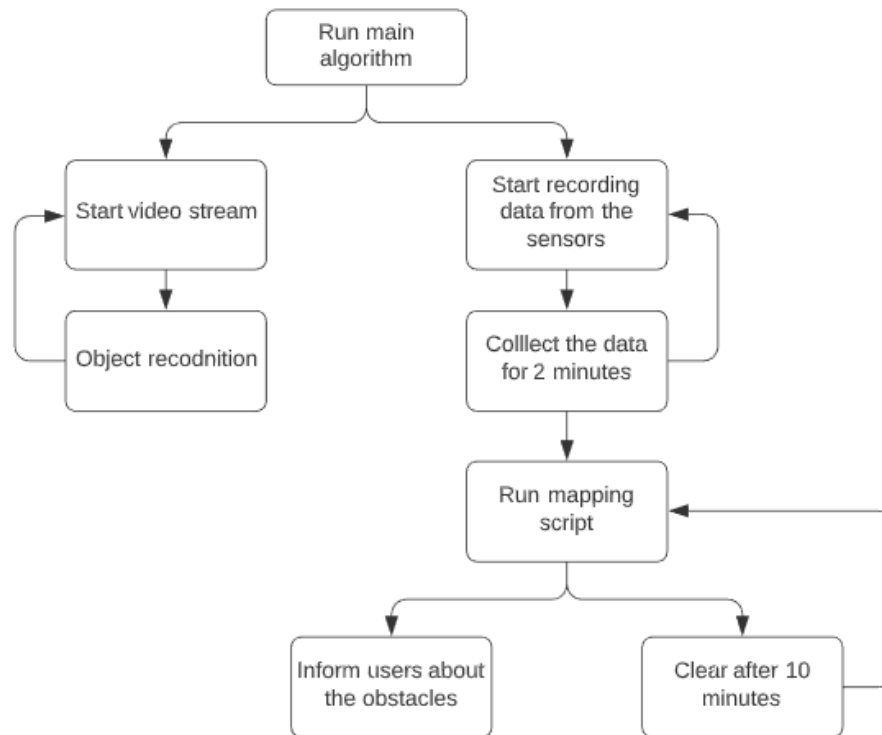 Run main
algorithm
Start video stream
Start recording
data from the
sensors
Object recodnition
Colllect the data
for 2 minutes
Run mapping
script
Inform users about
the obstacles
Clear after 10
minutes